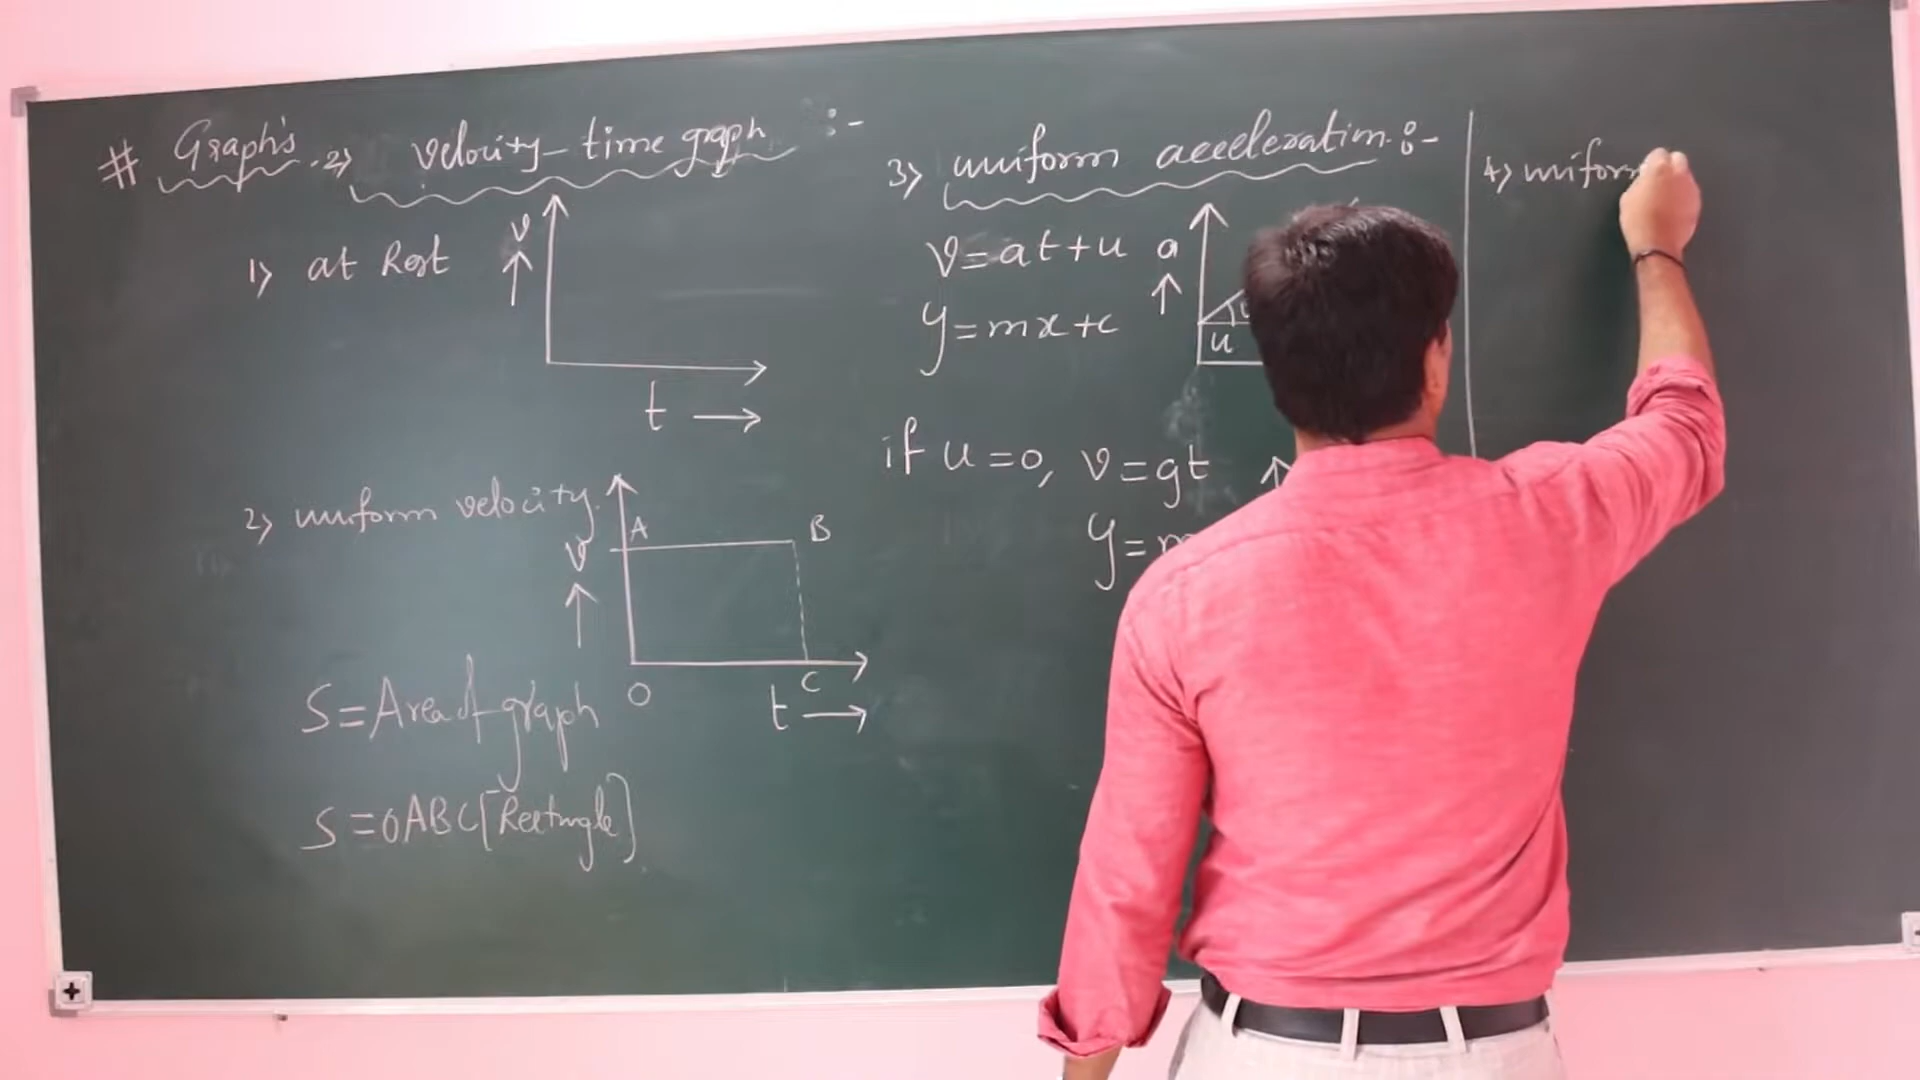 # Graph's. 2) velocity-time graph :-
1) at Rest
v
t
2) uniform velocity.
A
B
v
O
C
t
S=Area of graph
S=OABC[Rectangle]
3) uniform acceleration:-
v=at+u
a
y=mx+c
u
if u=0, v=gt
y=
4) uniform